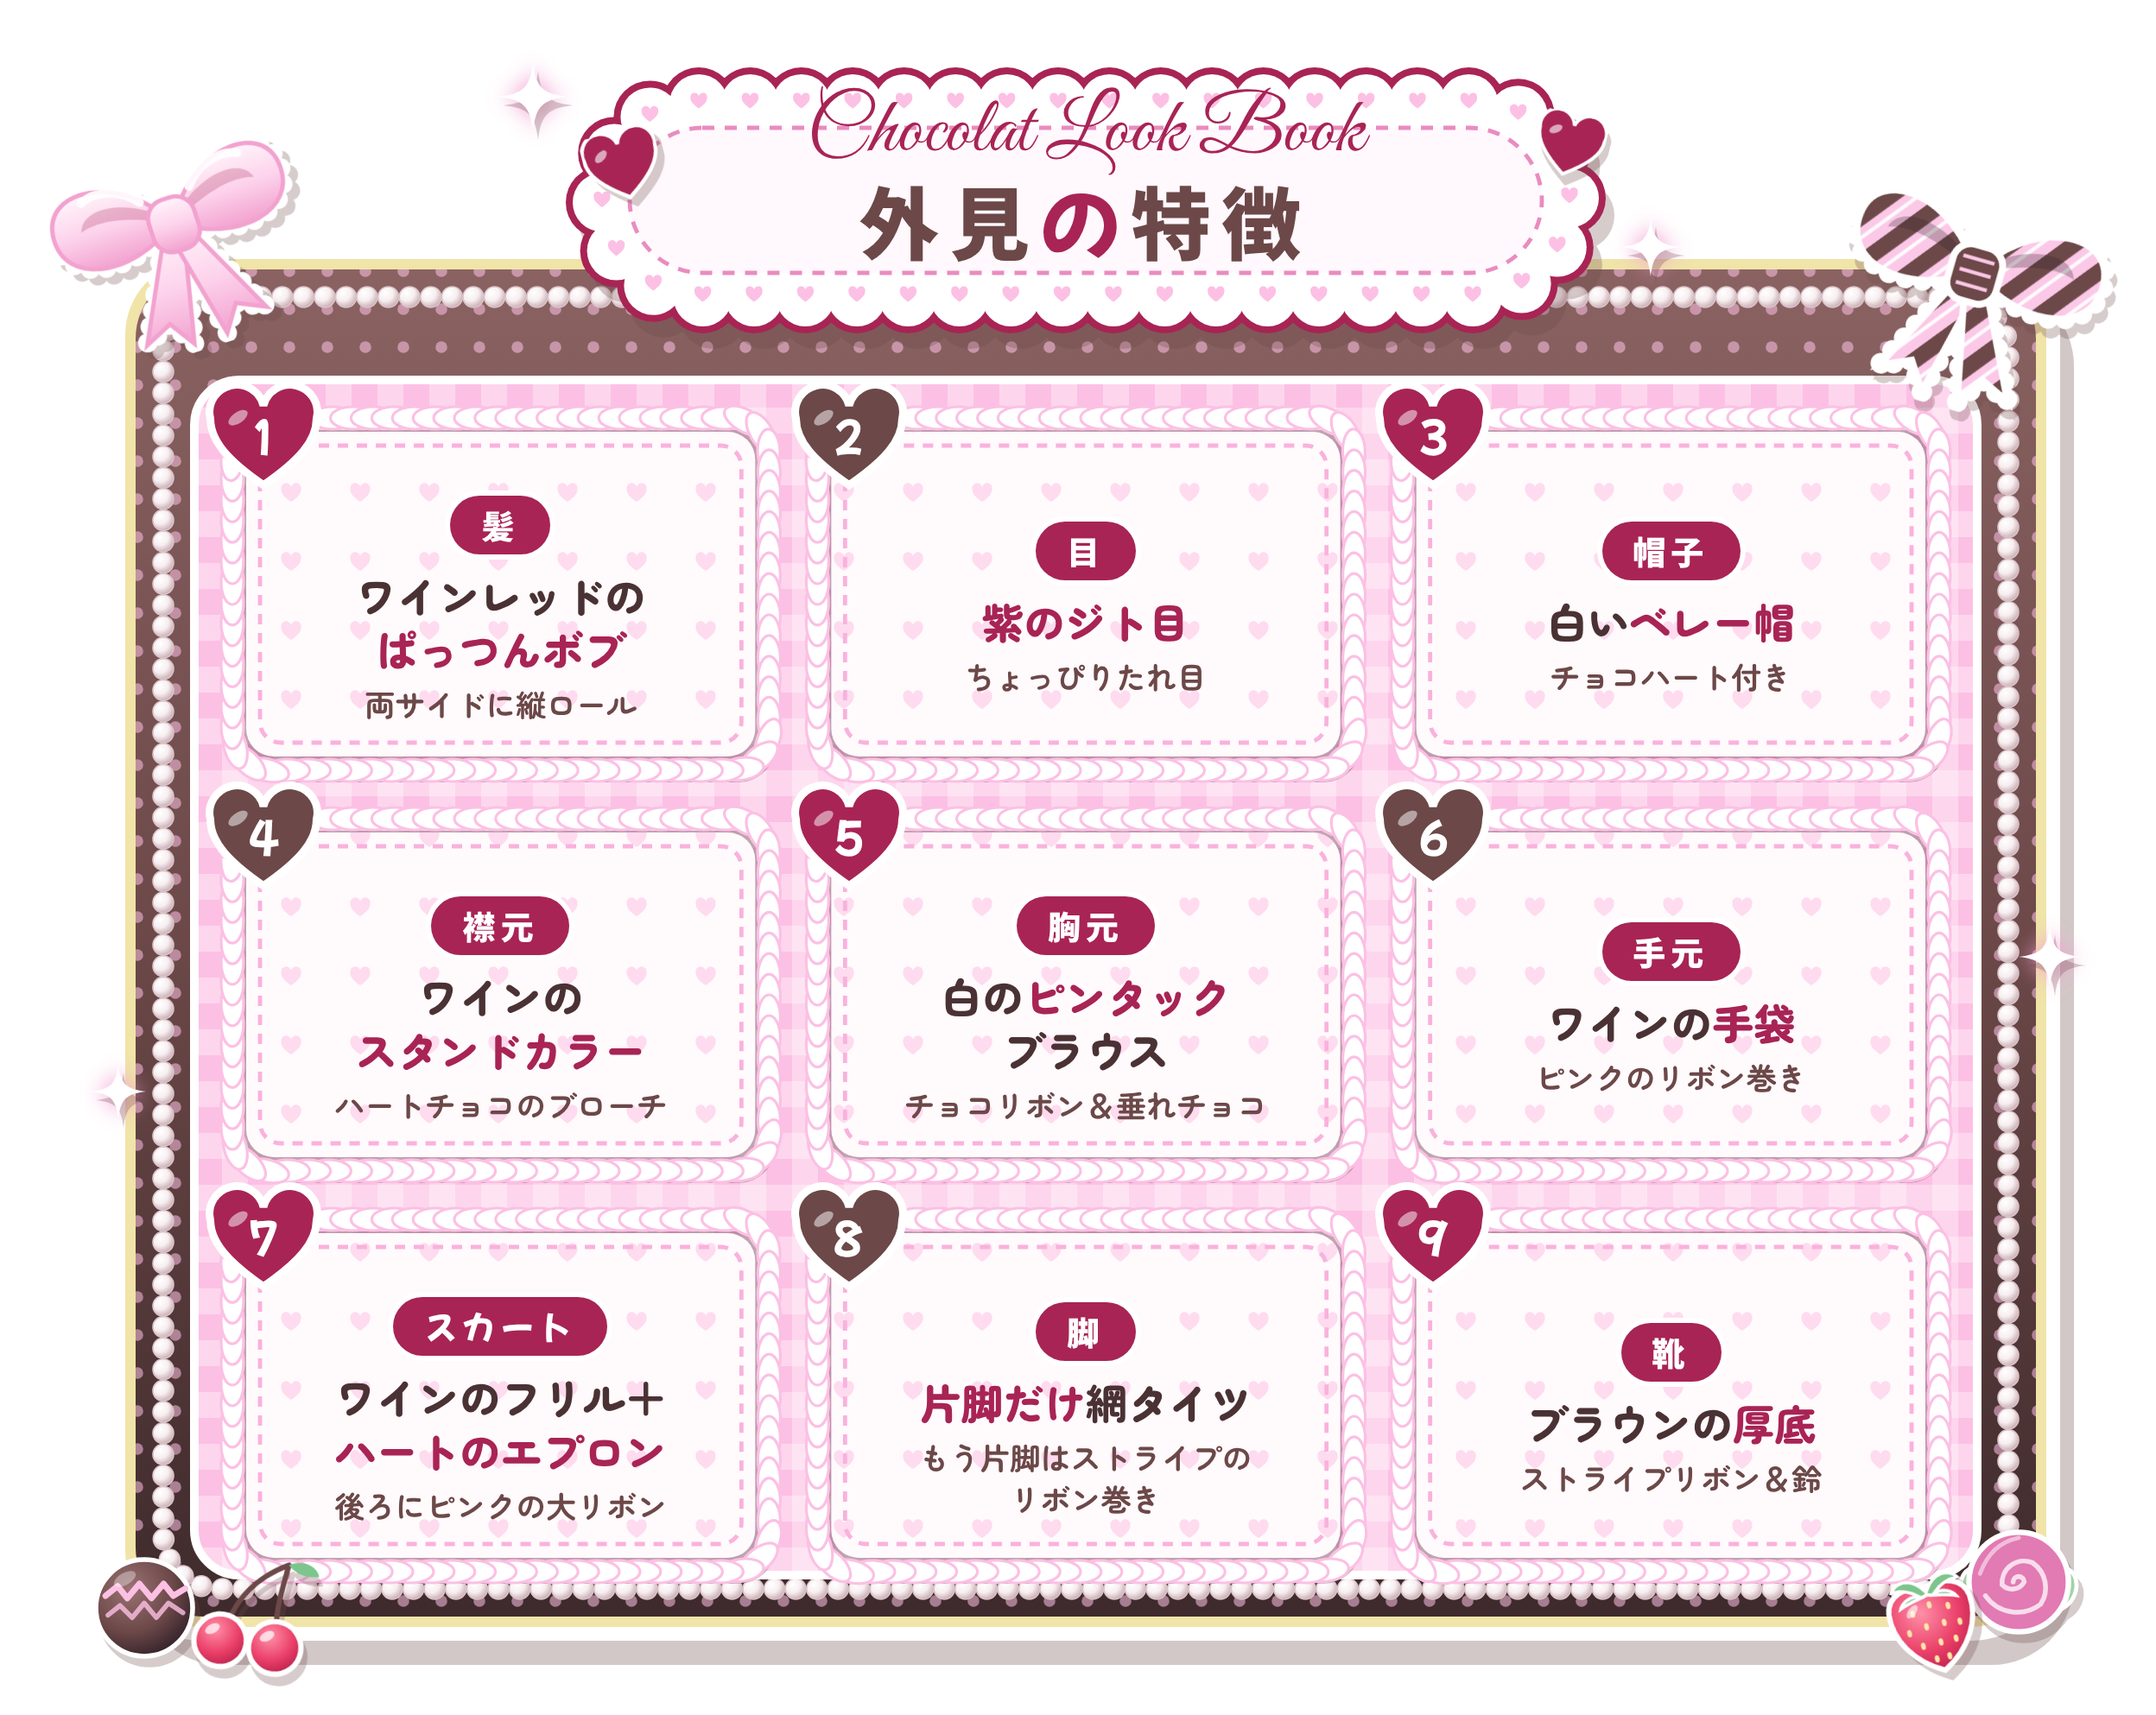 Chocolat Look Book
外見の特徴
1
髪
ワインレッドの
ぱっつんボブ
両サイドに縦ロール
2
目
紫のジト目
ちょっぴりたれ目
3
帽子
白いベレー帽
チョコハート付き
4
襟元
ワインの
スタンドカラー
ハートチョコのブローチ
5
胸元
白のピンタック
ブラウス
チョコリボン&垂れチョコ
6
手元
ワインの手袋
ピンクのリボン巻き
7
スカート
ワインのフリル+
ハートのエプロン
後ろにピンクの大リボン
8
脚
片脚だけ網タイツ
もう片脚はストライプの
リボン巻き
9
靴
ブラウンの厚底
ストライプリボン&鈴